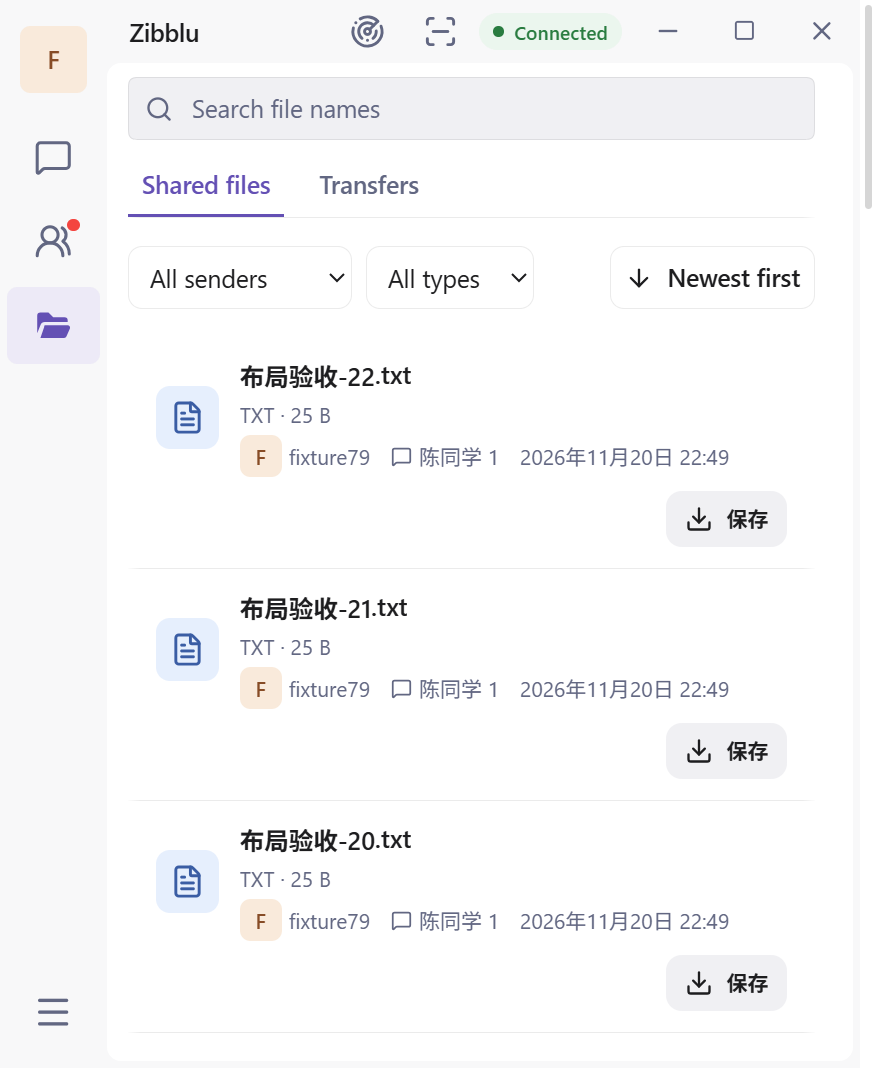 F
Zibblu
Connected
Search file names
Shared files
Transfers
All senders
All types
Newest first
布局验收-22.txt
TXT · 25 B
F fixture79 陈同学 1 2026年11月20日 22:49
保存
布局验收-21.txt
TXT · 25 B
F fixture79 陈同学 1 2026年11月20日 22:49
保存
布局验收-20.txt
TXT · 25 B
F fixture79 陈同学 1 2026年11月20日 22:49
保存